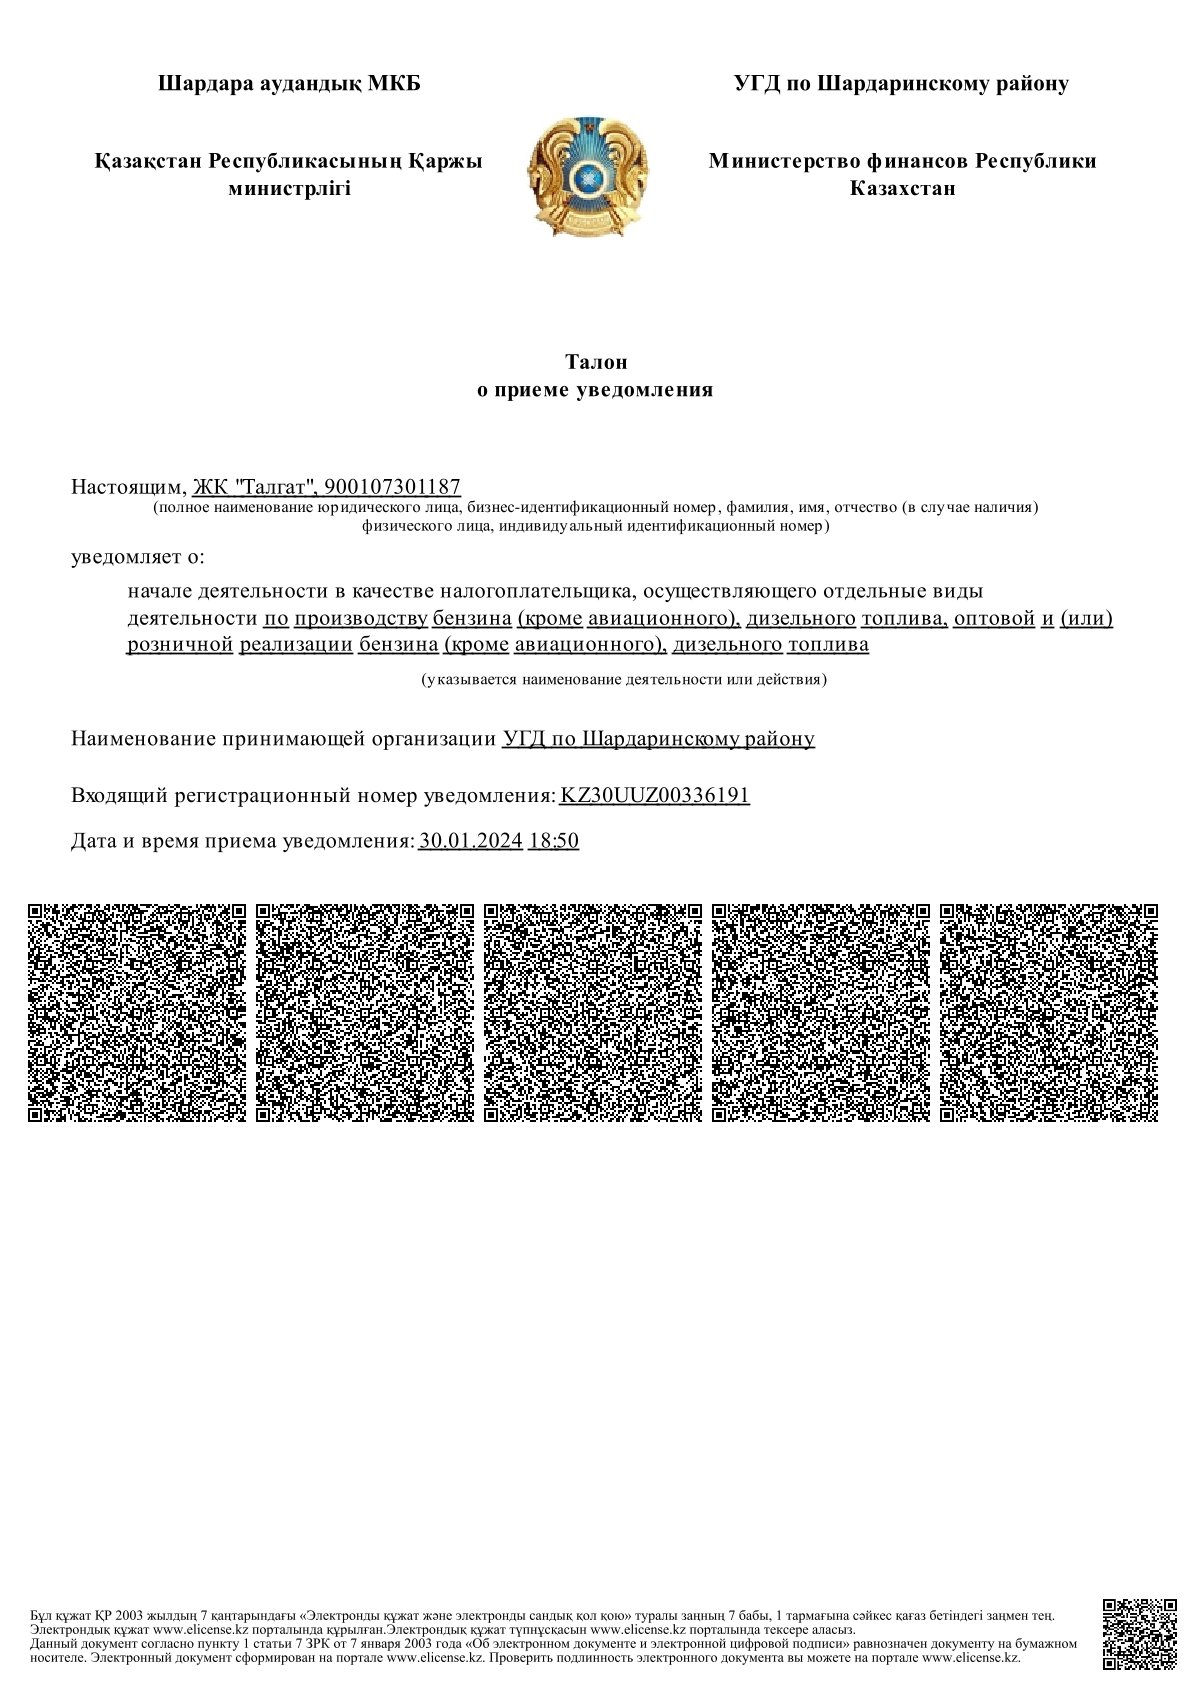 Шардара аудандық МКБ
УГД по Шардаринскому району
Қазақстан Республикасының Қаржы
министрлігі
Министерство финансов Республики
Казахстан
Талон
о приеме уведомления
Настоящим, ЖК "Талгат", 900107301187
(полное наименование юридического лица, бизнес-идентификационный номер, фамилия, имя, отчество (в случае наличия)
физического лица, индивидуальный идентификационный номер)
уведомляет о:
начале деятельности в качестве налогоплательщика, осуществляющего отдельные виды
деятельности по производству бензина (кроме авиационного), дизельного топлива, оптовой и (или)
розничной реализации бензина (кроме авиационного), дизельного топлива
(указывается наименование деятельности или действия)
Наименование принимающей организации УГД по Шардаринскому району
Входящий регистрационный номер уведомления: KZ30UUZ00336191
Дата и время приема уведомления: 30.01.2024 18:50
Бұл құжат ҚР 2003 жылдың 7 қаңтарындағы «Электронды құжат және электронды сандық қол қою» туралы заңның 7 бабы, 1 тармағына сәйкес қағаз бетіндегі заңмен тең.
Электрондық құжат www.elicense.kz порталында құрылған.Электрондық құжат түпнұсқасын www.elicense.kz порталында тексере аласыз.
Данный документ согласно пункту 1 статьи 7 ЗРК от 7 января 2003 года «Об электронном документе и электронной цифровой подписи» равнозначен документу на бумажном
носителе. Электронный документ сформирован на портале www.elicense.kz. Проверить подлинность электронного документа вы можете на портале www.elicense.kz.